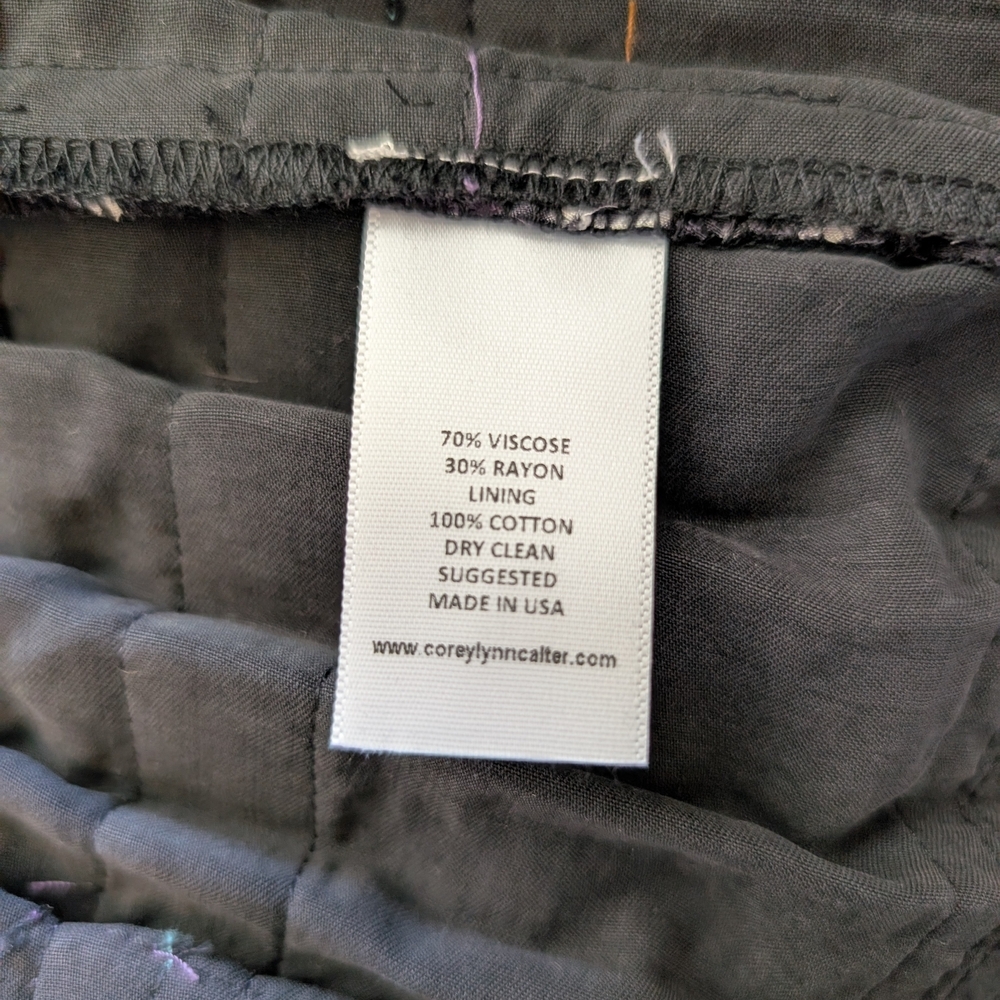 70% VISCOSE
30% RAYON
LINING
100% COTTON
DRY CLEAN
SUGGESTED
MADE IN USA
www.coreylynncalter.com